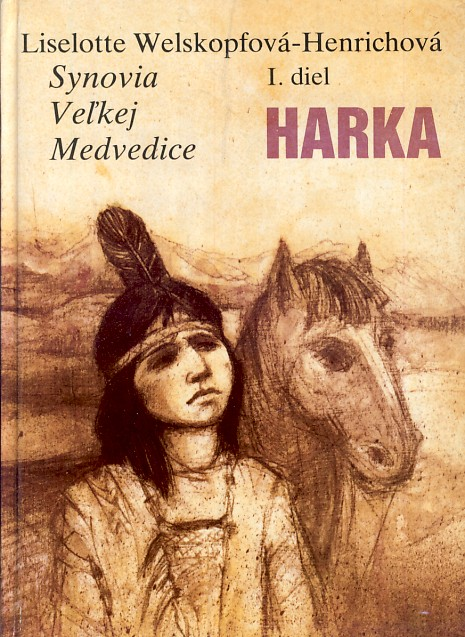 Liselotte Welskopfová-Henrichová
Synovia
Veľkej
Medvedice
I. diel
HARKA